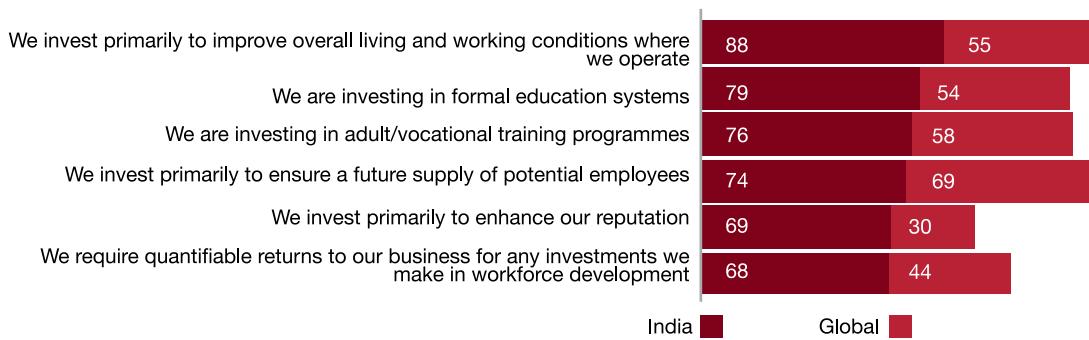 We invest primarily to improve overall living and working conditions where
we operate
88 55
We are investing in formal education systems
79 54
We are investing in adult/vocational training programmes
76 58
We invest primarily to ensure a future supply of potential employees
74 69
We invest primarily to enhance our reputation
69 30
We require quantifiable returns to our business for any investments we
make in workforce development
68 44
India Global